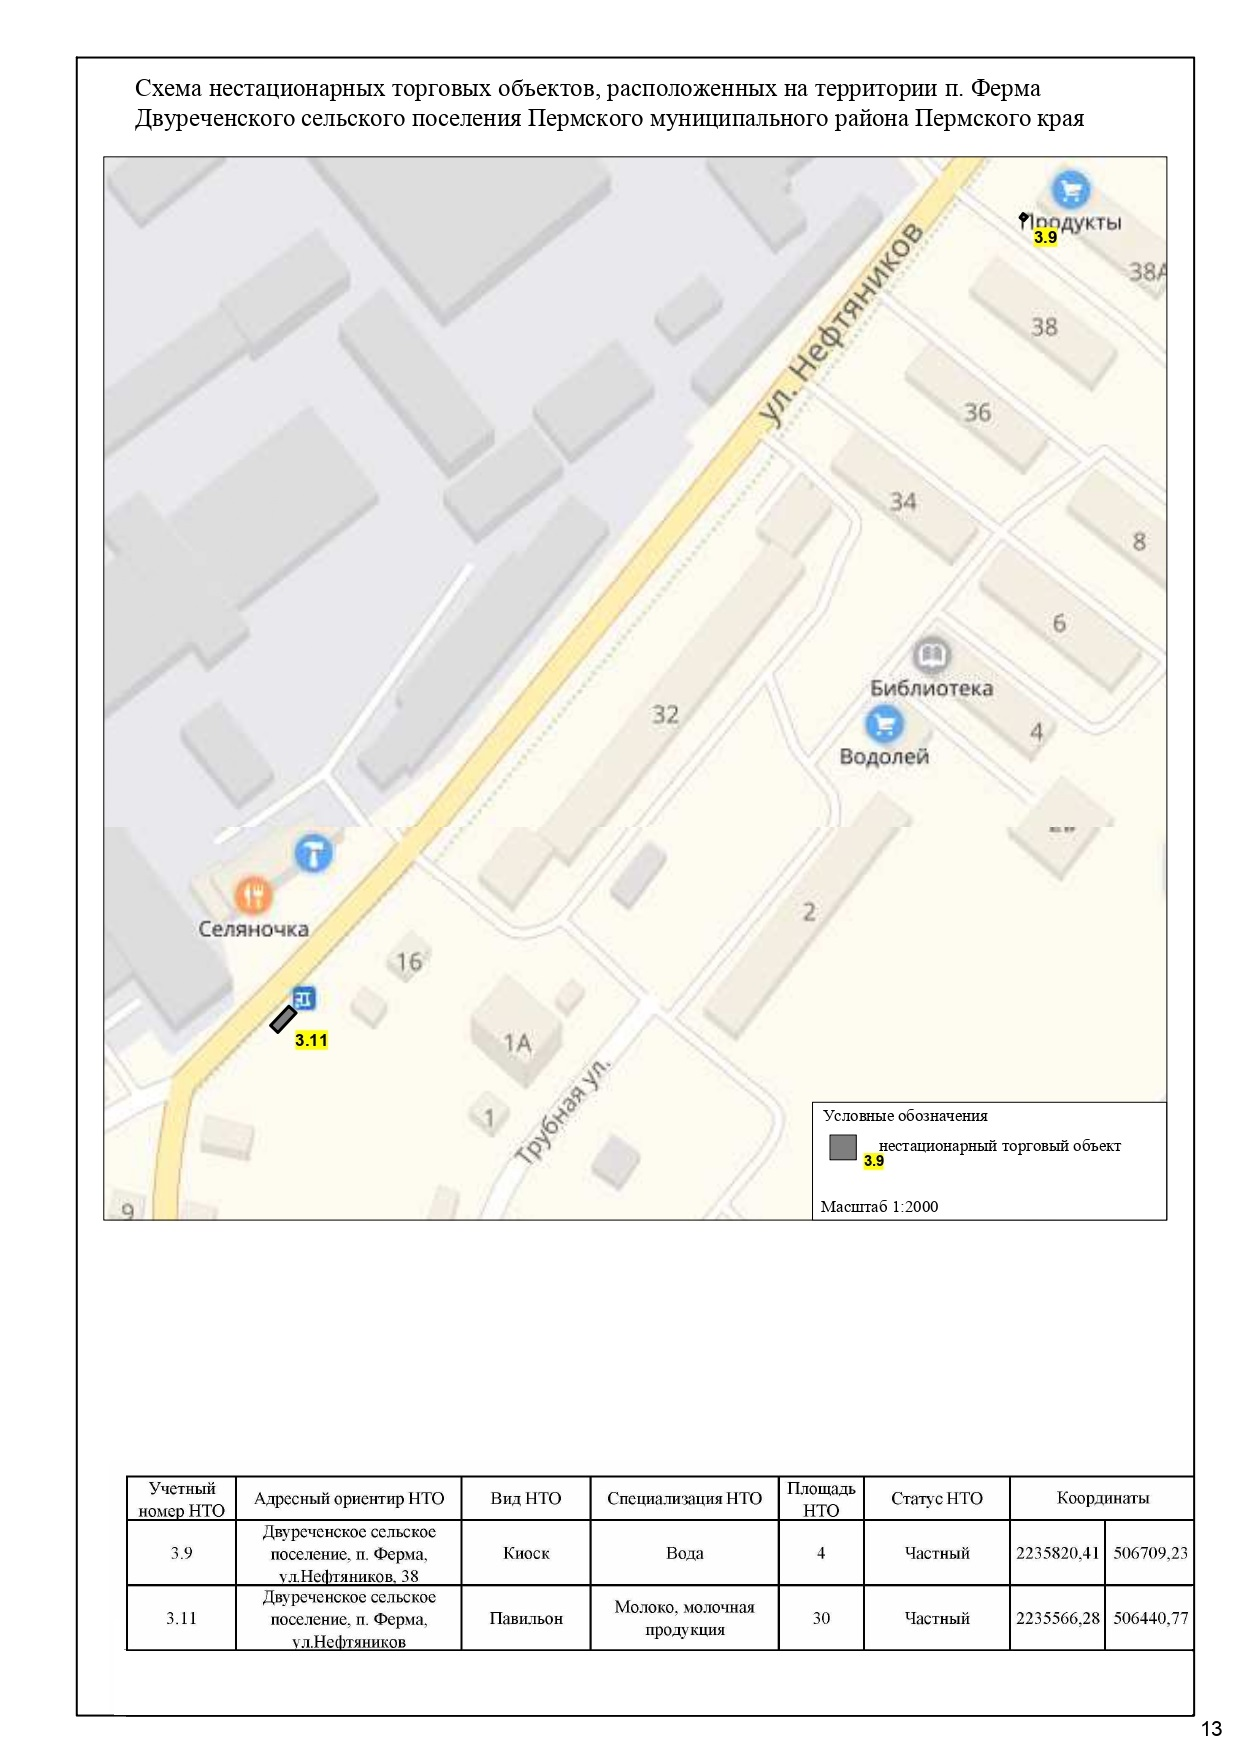 Схема нестационарных торговых объектов, расположенных на территории п. Ферма
Двуреченского сельского поселения Пермского муниципального района Пермского края
Продукты
3.9
38А
ул. Нефтяников
38
36
34
8
6
Библиотека
32
4
Водолей
2
Селяночка
16
3.11
1А
1
Трубная ул.
9
Условные обозначения
нестационарный торговый объект
3.9
Масштаб 1:2000
Учетный номер НТО Адресный ориентир НТО Вид НТО Специализация НТО Площадь НТО Статус НТО Координаты
3.9 Двуреченское сельское поселение, п. Ферма, ул.Нефтяников, 38 Киоск Вода 4 Частный 2235820,41 506709,23
3.11 Двуреченское сельское поселение, п. Ферма, ул.Нефтяников Павильон Молоко, молочная продукция 30 Частный 2235566,28 506440,77
13